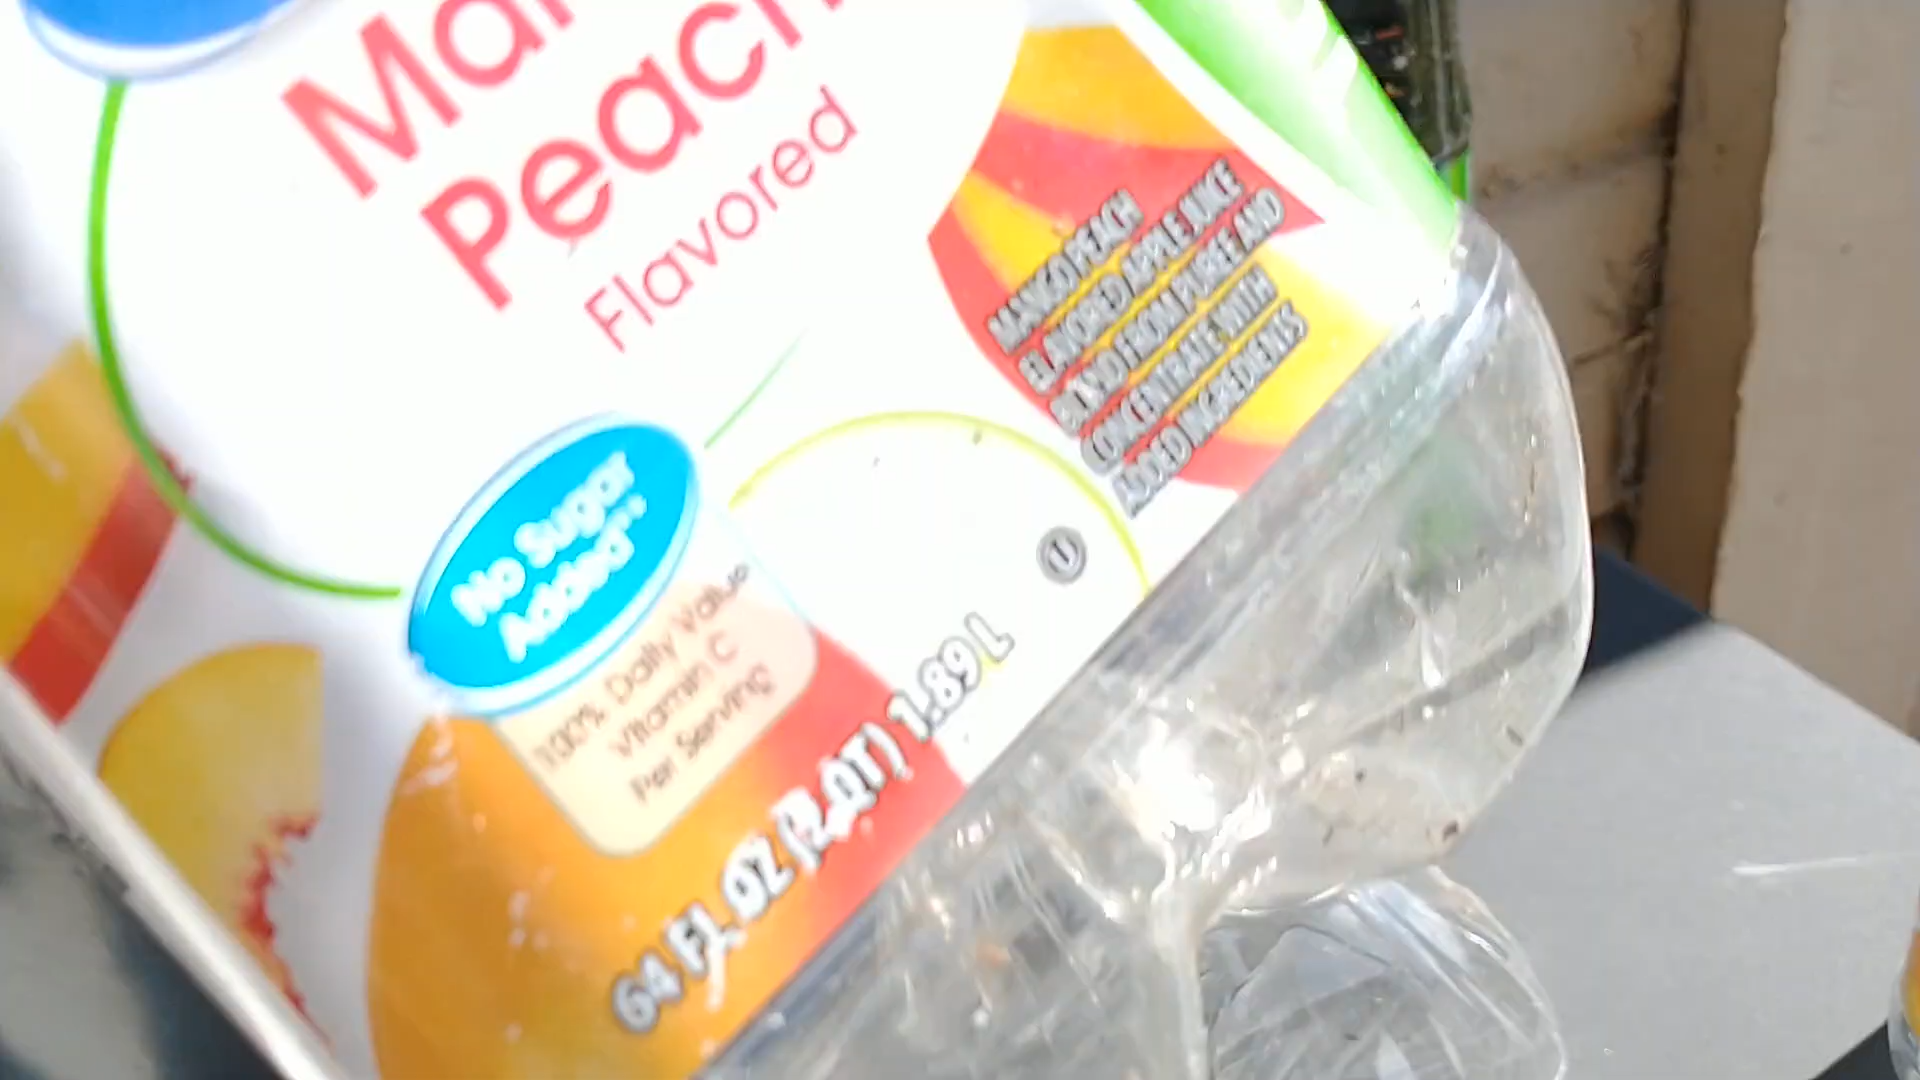 Peach
Flavored
MANGO PEACH
FLAVORED APPLE JUICE
BLEND FROM PUREE AND
CONCENTRATE WITH
ADDED INGREDIENTS
No Sugar
Added**
100% Daily Value
Vitamin C
Per Serving
U
64 FL OZ (2 QT) 1.89 L